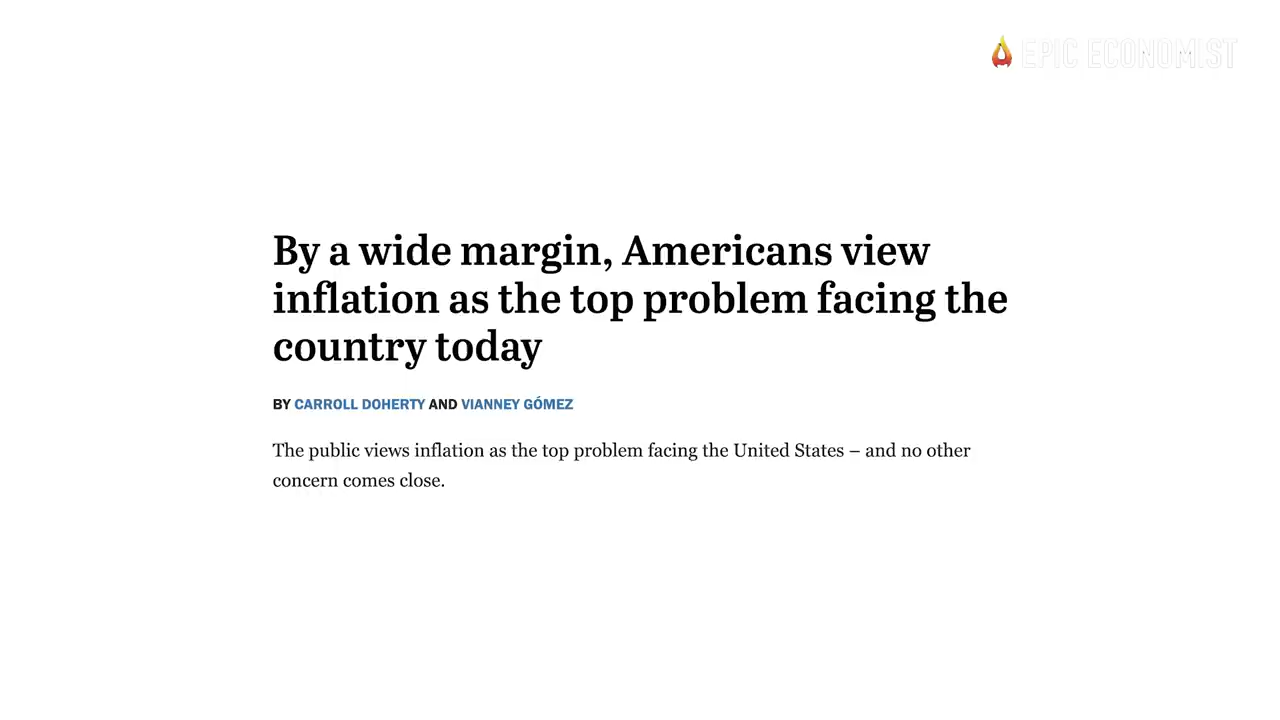 EPIC ECONOMIST
By a wide margin, Americans view
inflation as the top problem facing the
country today
BY CARROLL DOHERTY AND VIANNEY GÓMEZ
The public views inflation as the top problem facing the United States – and no other
concern comes close.